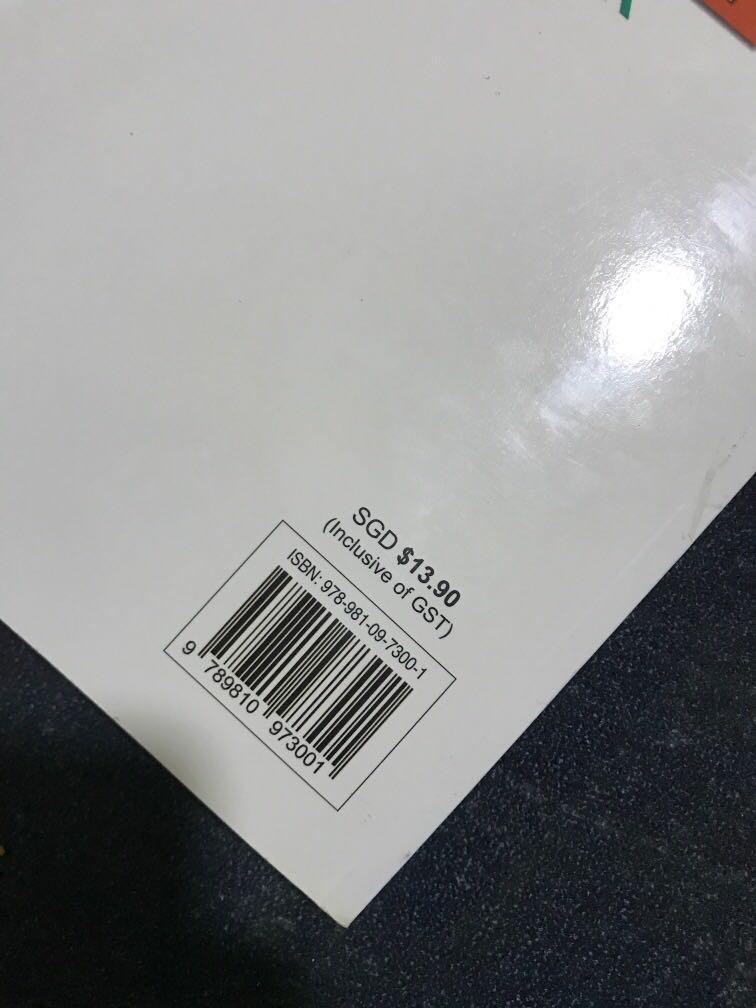 SGD $13.90
(Inclusive of GST)
ISBN: 978-981-09-7300-1
9 789810 973001